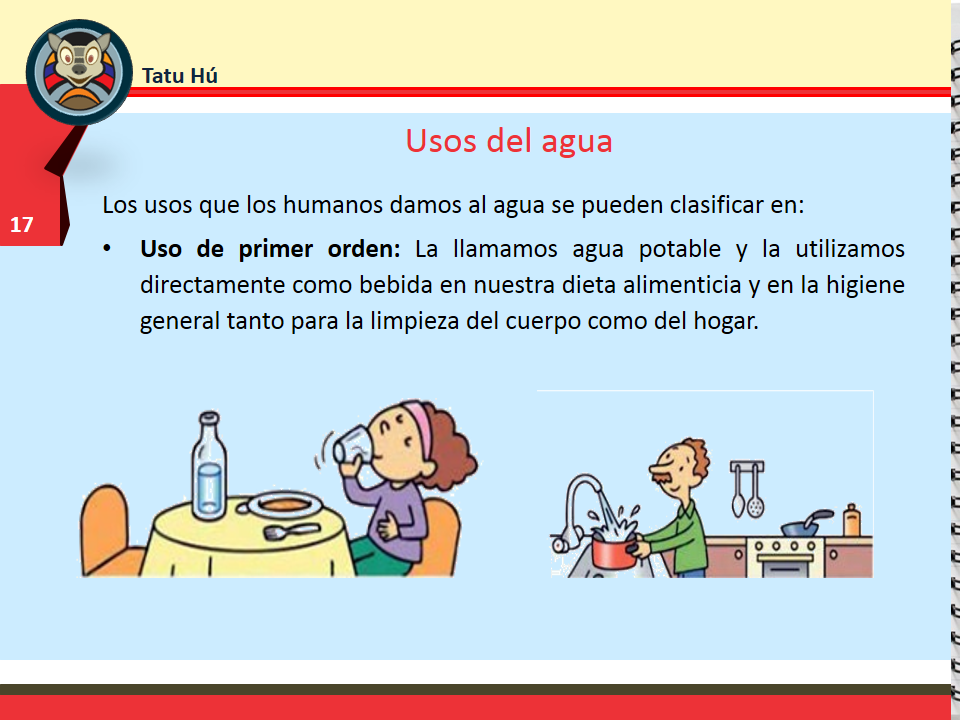 Tatu Hú
Usos del agua
17
Los usos que los humanos damos al agua se pueden clasificar en:
• Uso de primer orden: La llamamos agua potable y la utilizamos
directamente como bebida en nuestra dieta alimenticia y en la higiene
general tanto para la limpieza del cuerpo como del hogar.